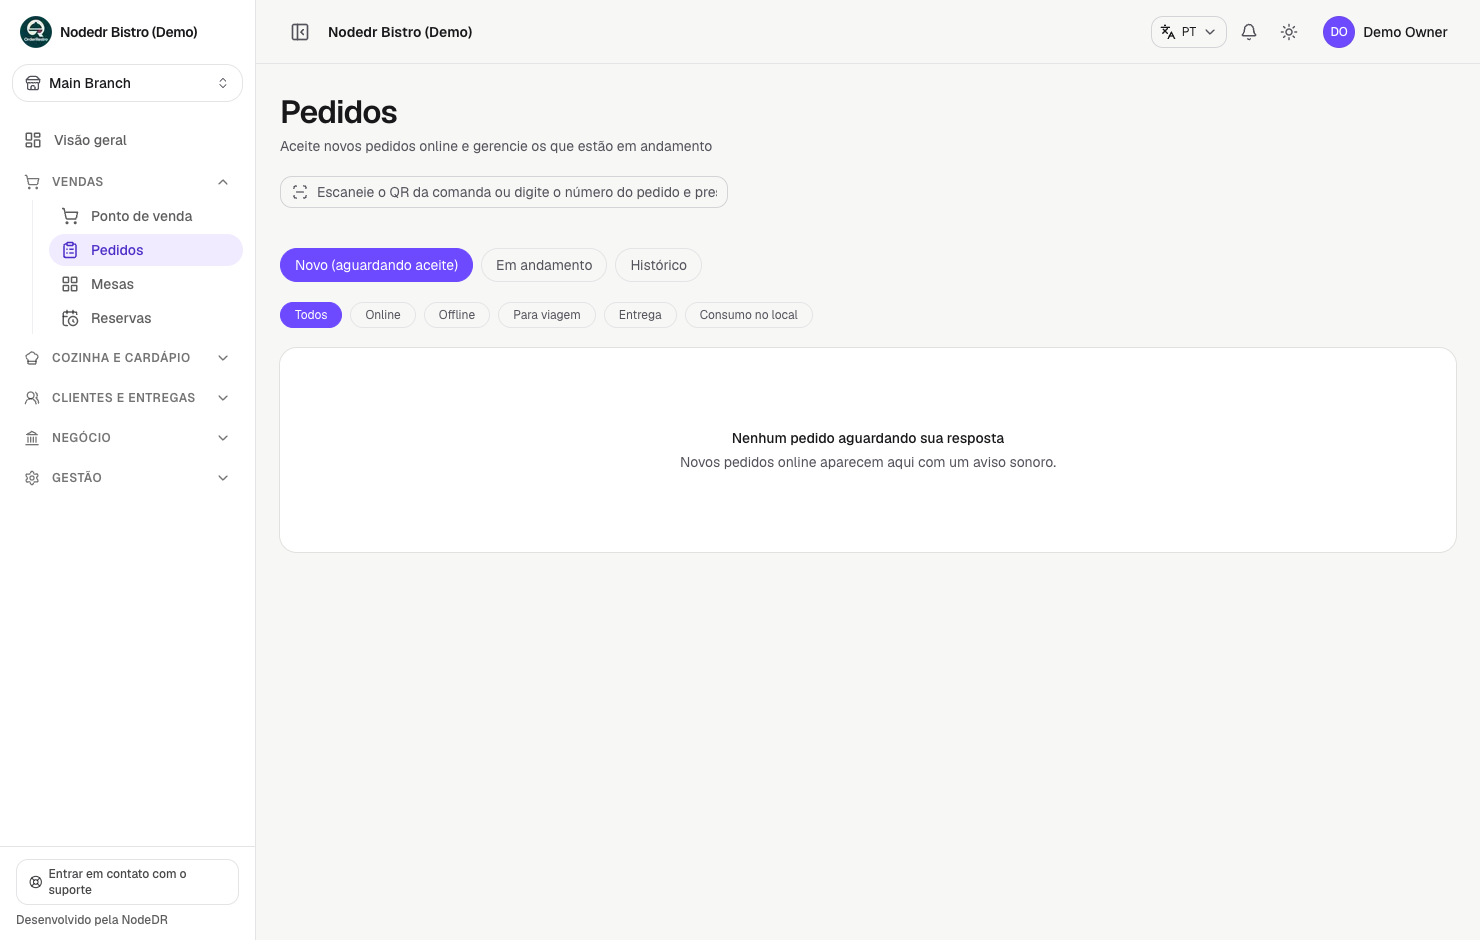 Nodedr Bistro (Demo)
Main Branch
Visão geral
VENDAS
Ponto de venda
Pedidos
Mesas
Reservas
COZINHA E CARDÁPIO
CLIENTES E ENTREGAS
NEGÓCIO
GESTÃO
Entrar em contato com o
suporte
Desenvolvido pela NodeDR
Nodedr Bistro (Demo)
PT
DO
Demo Owner
Pedidos
Aceite novos pedidos online e gerencie os que estão em andamento
Escaneie o QR da comanda ou digite o número do pedido e pres
Novo (aguardando aceite)
Em andamento
Histórico
Todos
Online
Offline
Para viagem
Entrega
Consumo no local
Nenhum pedido aguardando sua resposta
Novos pedidos online aparecem aqui com um aviso sonoro.